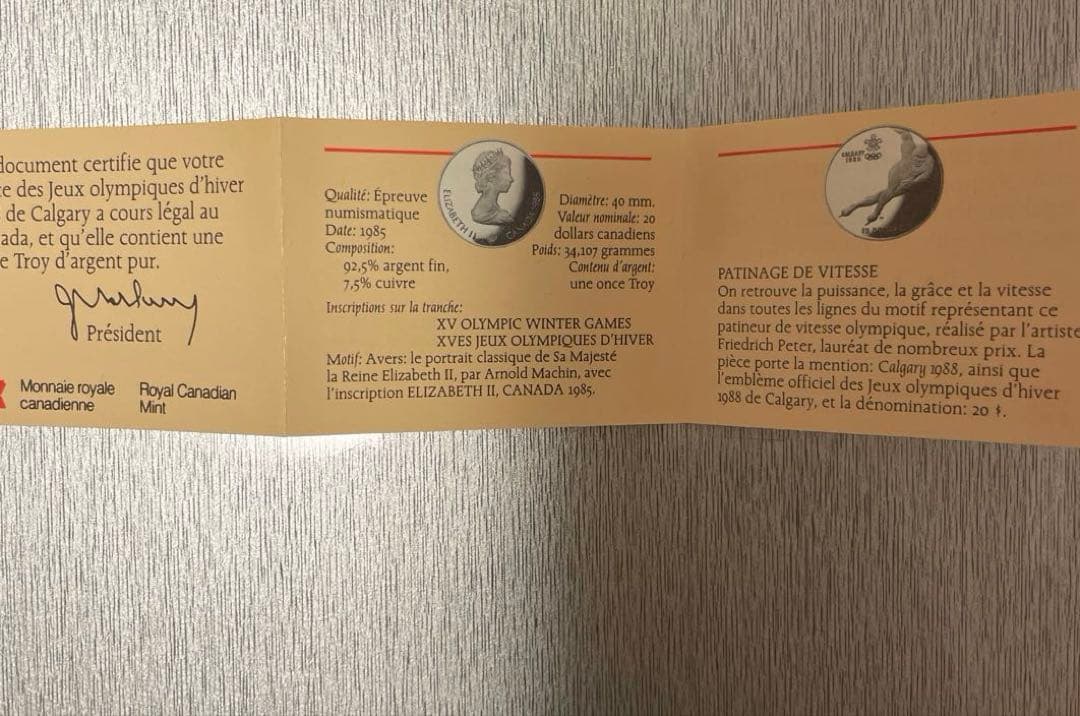 document certifie que votre
des Jeux olympiques d'hiver
de Calgary a cours légal au
et qu'elle contient une
Troy d'argent pur.
Président
Monnaie royale
canadienne
Royal Canadian
Mint
Qualité: Épreuve
numismatique
Date: 1985
Composition:
92,5% argent fin,
7,5% cuivre
ELIZABETH II CANADA 1985
Diamètre: 40 mm.
Valeur nominale: 20
dollars canadiens
Poids: 34,107 grammes
Contenu d'argent:
une once Troy
Inscriptions sur la tranche:
XV OLYMPIC WINTER GAMES
XVES JEUX OLYMPIQUES D'HIVER
Motif: Avers: le portrait classique de Sa Majesté
la Reine Elizabeth II, par Arnold Machin, avec
l'inscription ELIZABETH II, CANADA 1985.
CALGARY
1988
PATINAGE DE VITESSE
On retrouve la puissance, la grâce et la vitesse
dans toutes les lignes du motif représentant ce
patineur de vitesse olympique, réalisé par l'artiste
Friedrich Peter, lauréat de nombreux prix. La
pièce porte la mention: Calgary 1988, ainsi que
l'emblème officiel des Jeux olympiques d'hiver
1988 de Calgary, et la dénomination: 20 $.